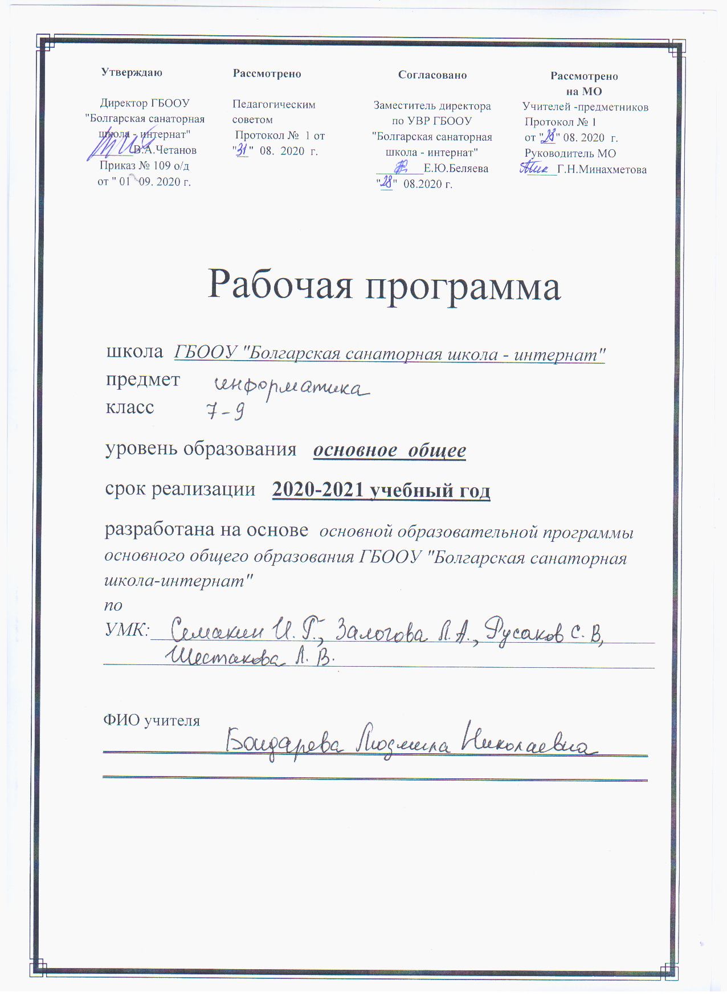 Утверждаю
Директор ГБООУ
"Болгарская санаторная
школа - интернат"
________В.А.Четанов
Приказ № 109 о/д
от " 01 09. 2020 г.
Рассмотрено
Педагогическим
советом
Протокол № 1 от
"31" 08. 2020 г.
Согласовано
Заместитель директора
по УВР ГБООУ
"Болгарская санаторная
школа - интернат"
________Е.Ю.Беляева
"28" 08.2020 г.
Рассмотрено
на МО
Учителей -предметников
Протокол № 1
от "28" 08. 2020 г.
Руководитель МО
_____Г.Н.Минахметова
Рабочая программа
школа ГБООУ "Болгарская санаторная школа - интернат"
предмет информатика
класс 7-9
уровень образования основное общее
срок реализации 2020-2021 учебный год
разработана на основе основной образовательной программы
основного общего образования ГБООУ "Болгарская санаторная
школа-интернат"
по
УМК: Семакин И. Г., Залогова Л.А., Русаков С. В,
Шестакова Л. В.
ФИО учителя
Бондарева Людмила Николаевна